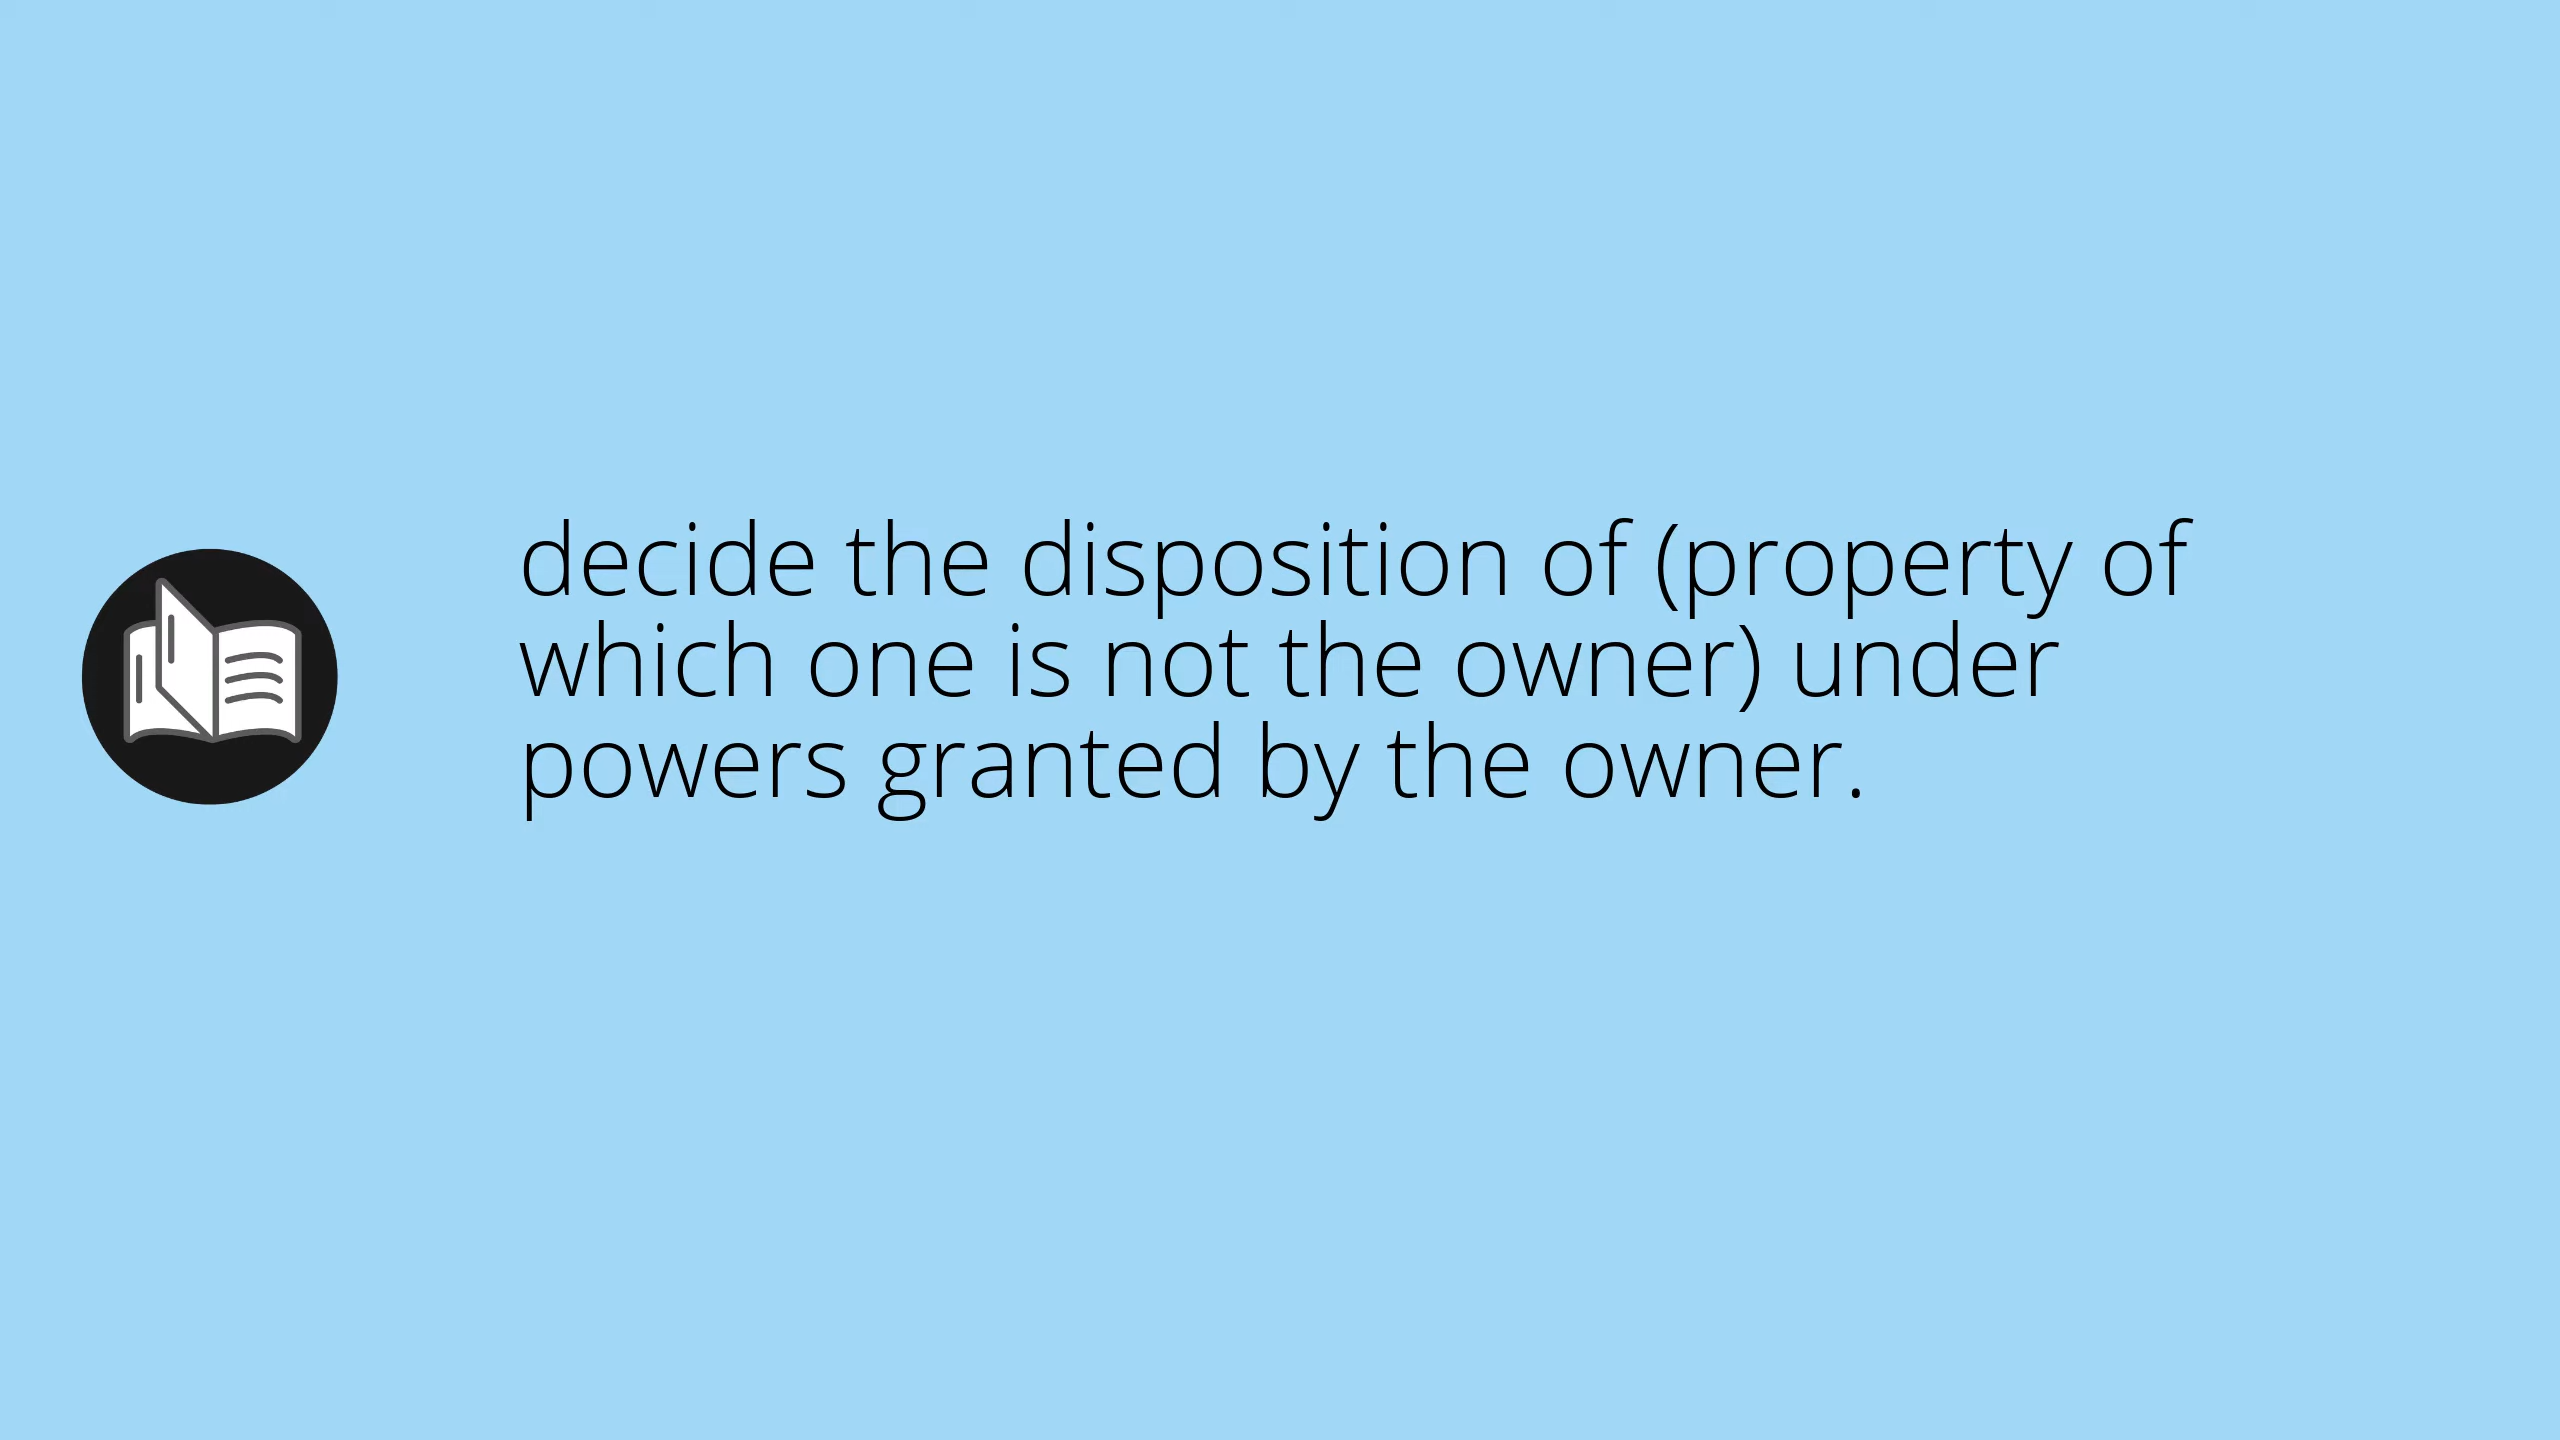 decide the disposition of (property of
which one is not the owner) under
powers granted by the owner.